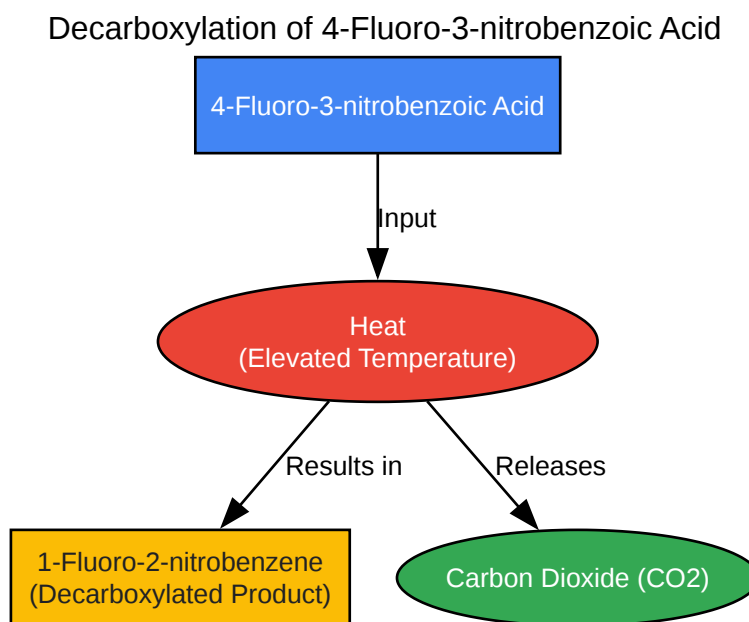 Decarboxylation of 4-Fluoro-3-nitrobenzoic Acid
4-Fluoro-3-nitrobenzoic Acid
Input
Heat
(Elevated Temperature)
Results in
Releases
1-Fluoro-2-nitrobenzene
(Decarboxylated Product)
Carbon Dioxide (CO2)